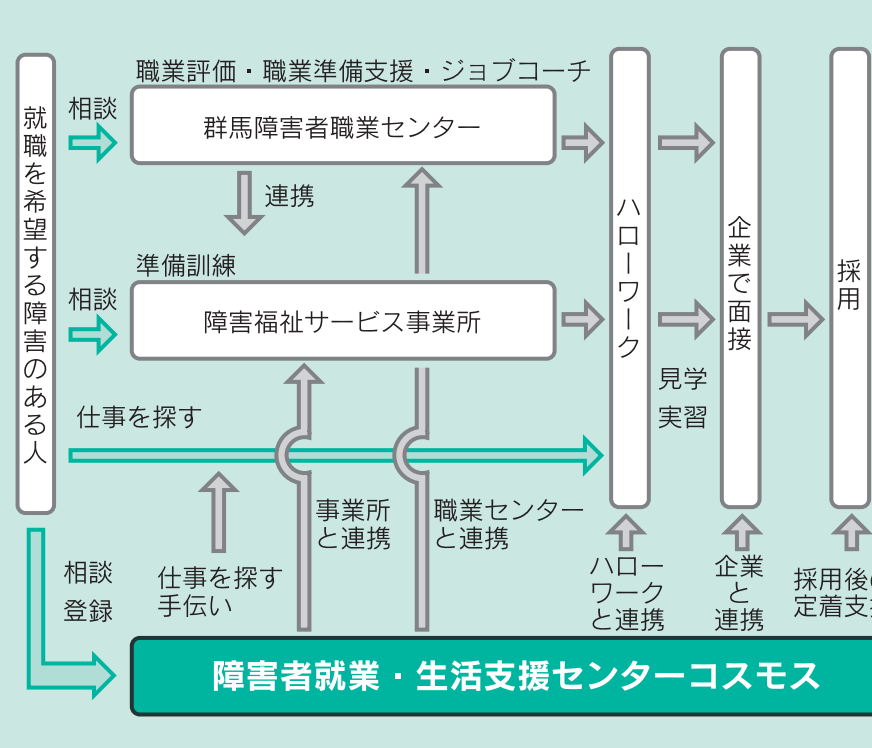 就職を希望する障害のある人
相談
職業評価・職業準備支援・ジョブコーチ
群馬障害者職業センター
連携
相談
準備訓練
障害福祉サービス事業所
仕事を探す
ハローワーク
見学
実習
企業で面接
採用
相談
登録
仕事を探す
手伝い
事業所
と連携
職業センター
と連携
ハロー
ワーク
と連携
企業
と
連携
採用後の
定着支援
障害者就業・生活支援センターコスモス